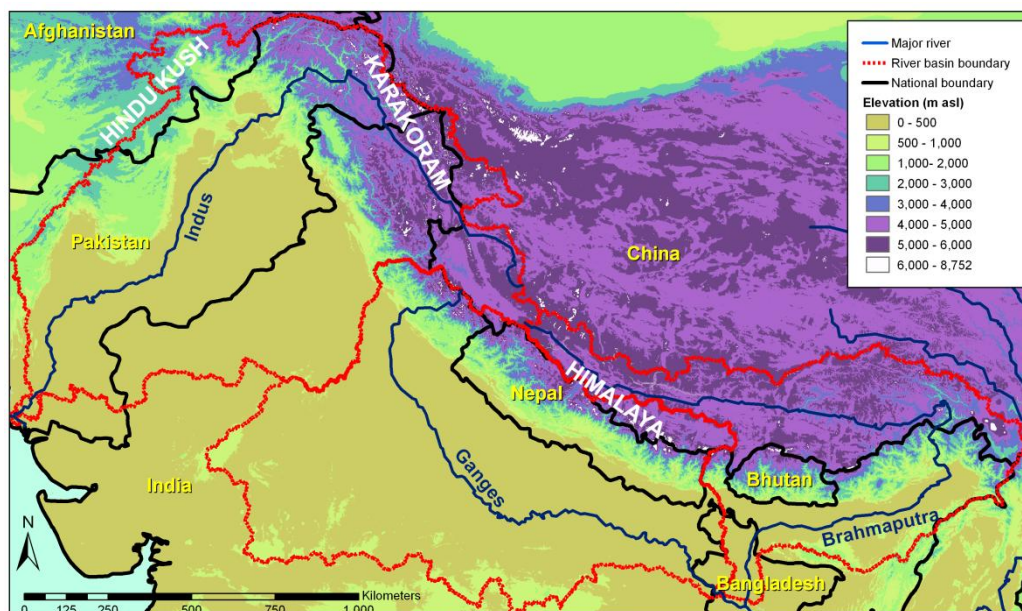 Afghanistan
HINDU KUSH
KARAKORAM
Pakistan
Indus
China
Nepal
HIMALAYA
India
Ganges
Bhutan
Brahmaputra
Bangladesh
N
Kilometers
0 125 250 500 750 1,000
Major river
River basin boundary
National boundary
Elevation (m asl)
0 - 500
500 - 1,000
1,000- 2,000
2,000 - 3,000
3,000 - 4,000
4,000 - 5,000
5,000 - 6,000
6,000 - 8,752